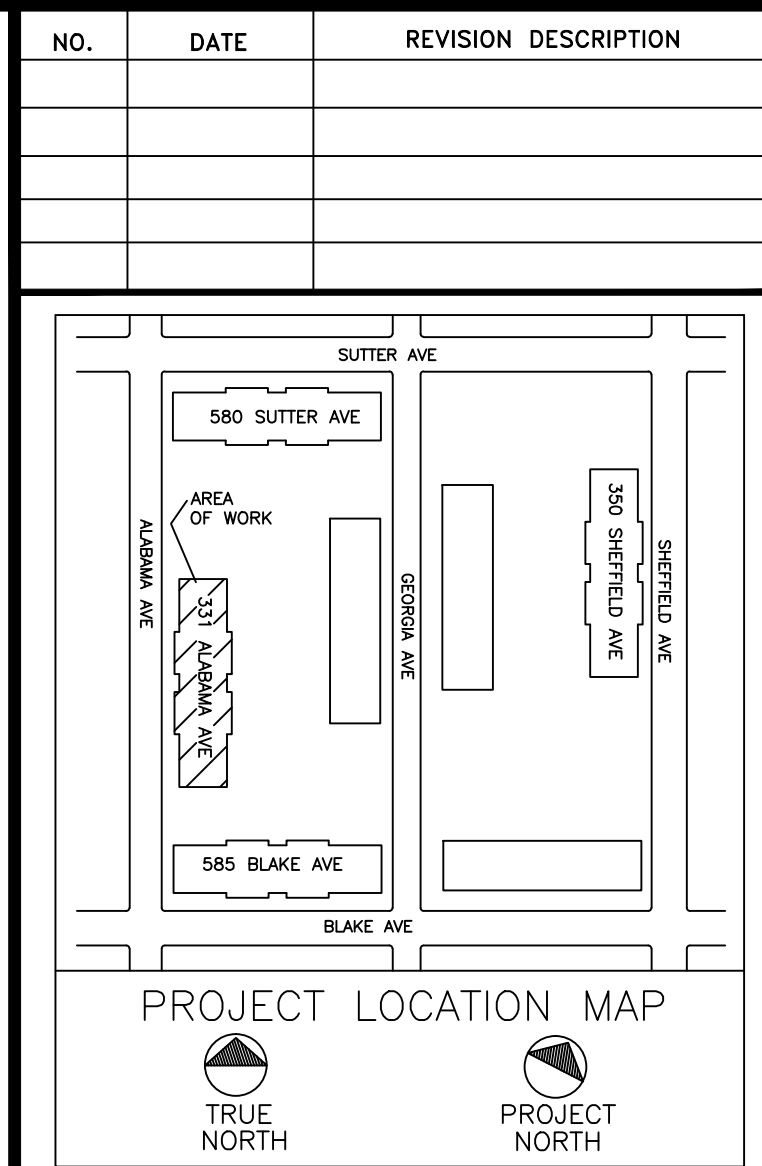 NO. DATE REVISION DESCRIPTION
SUTTER AVE
580 SUTTER AVE
AREA
OF WORK
ALABAMA AVE
331 ALABAMA AVE
GEORGIA AVE
350 SHEFFIELD AVE
SHEFFIELD AVE
585 BLAKE AVE
BLAKE AVE
PROJECT LOCATION MAP
TRUE
NORTH
PROJECT
NORTH